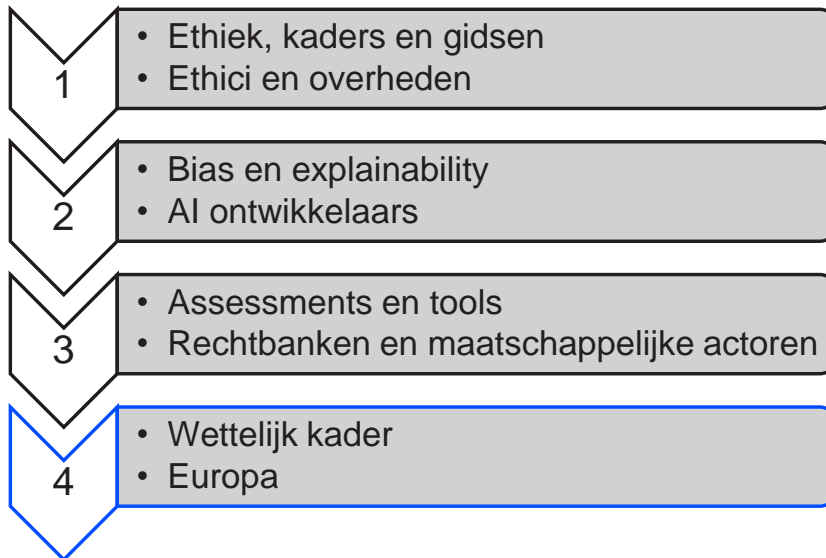 1
• Ethiek, kaders en gidsen
• Ethici en overheden
2
• Bias en explainability
• AI ontwikkelaars
3
• Assessments en tools
• Rechtbanken en maatschappelijke actoren
4
• Wettelijk kader
• Europa